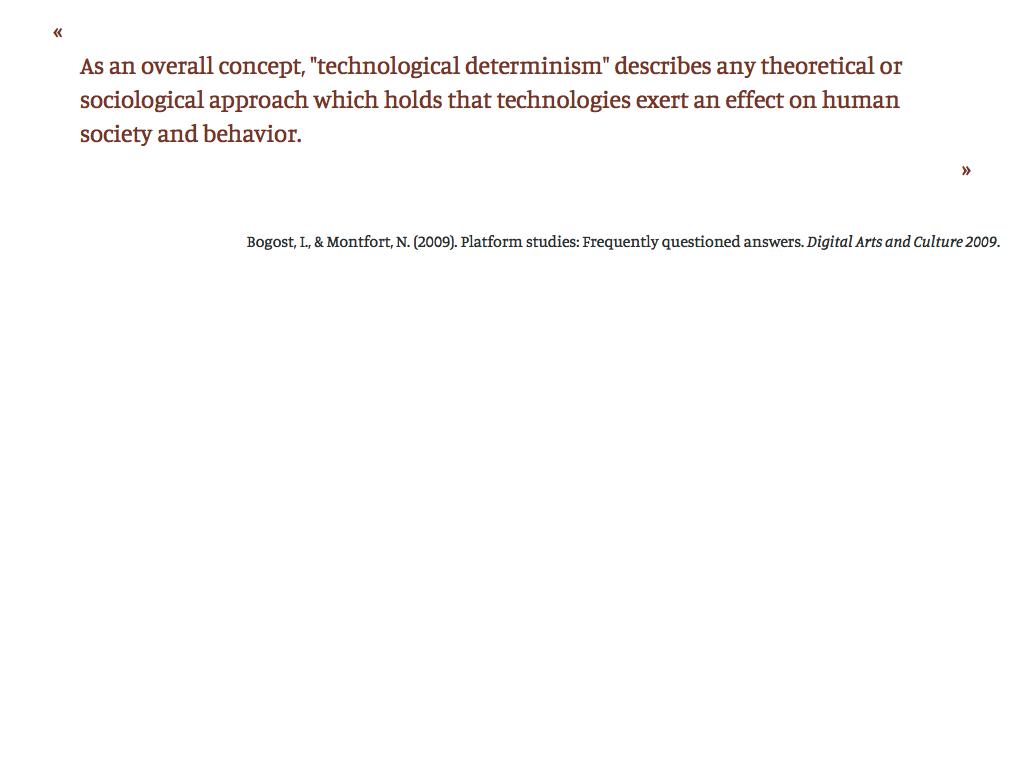 «
As an overall concept, "technological determinism" describes any theoretical or
sociological approach which holds that technologies exert an effect on human
society and behavior.
»
Bogost, I., & Montfort, N. (2009). Platform studies: Frequently questioned answers. Digital Arts and Culture 2009.